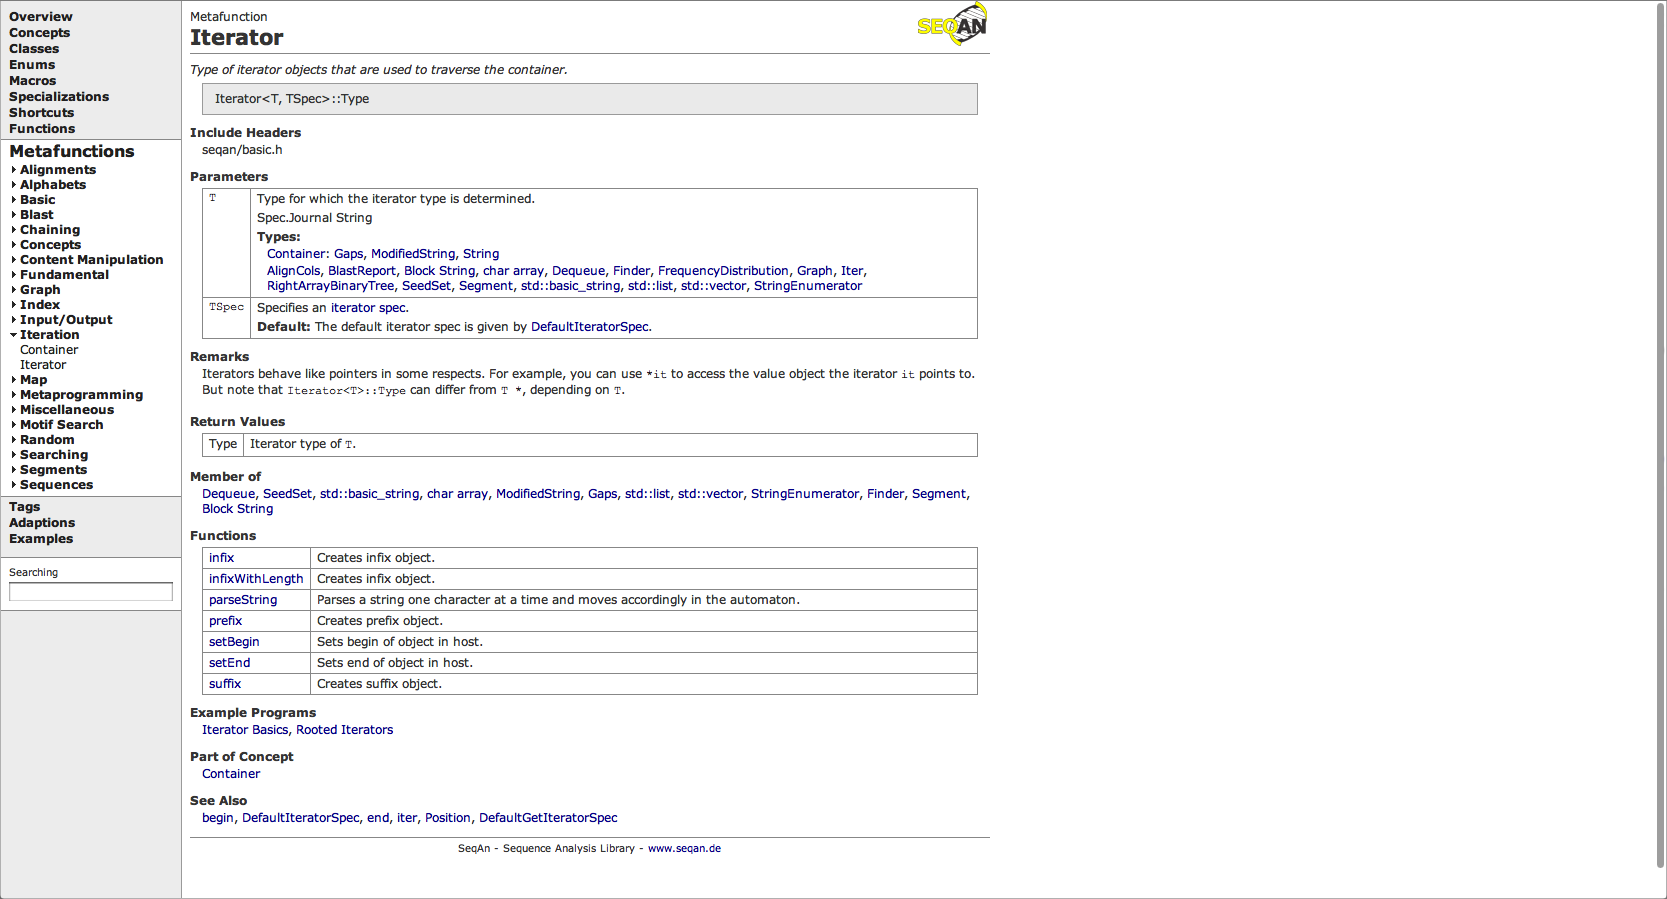 Overview
Concepts
Classes
Enums
Macros
Specializations
Shortcuts
Functions
Metafunctions
Alignments
Alphabets
Basic
Blast
Chaining
Concepts
Content Manipulation
Fundamental
Graph
Index
Input/Output
Iteration
Container
Iterator
Map
Metaprogramming
Miscellaneous
Motif Search
Random
Searching
Segments
Sequences
Tags
Adaptions
Examples
Searching
Metafunction
Iterator
SEQAN
Type of iterator objects that are used to traverse the container.
Iterator<T, TSpec>::Type
Include Headers
seqan/basic.h
Parameters
T Type for which the iterator type is determined.
Spec.Journal String
Types:
Container: Gaps, ModifiedString, String
AlignCols, BlastReport, Block String, char array, Dequeue, Finder, FrequencyDistribution, Graph, Iter,
RightArrayBinaryTree, SeedSet, Segment, std::basic_string, std::list, std::vector, StringEnumerator
TSpec Specifies an iterator spec.
Default: The default iterator spec is given by DefaultIteratorSpec.
Remarks
Iterators behave like pointers in some respects. For example, you can use *it to access the value object the iterator it points to.
But note that Iterator<T>::Type can differ from T *, depending on T.
Return Values
Type Iterator type of T.
Member of
Dequeue, SeedSet, std::basic_string, char array, ModifiedString, Gaps, std::list, std::vector, StringEnumerator, Finder, Segment,
Block String
Functions
infix Creates infix object.
infixWithLength Creates infix object.
parseString Parses a string one character at a time and moves accordingly in the automaton.
prefix Creates prefix object.
setBegin Sets begin of object in host.
setEnd Sets end of object in host.
suffix Creates suffix object.
Example Programs
Iterator Basics, Rooted Iterators
Part of Concept
Container
See Also
begin, DefaultIteratorSpec, end, iter, Position, DefaultGetIteratorSpec
SeqAn - Sequence Analysis Library - www.seqan.de